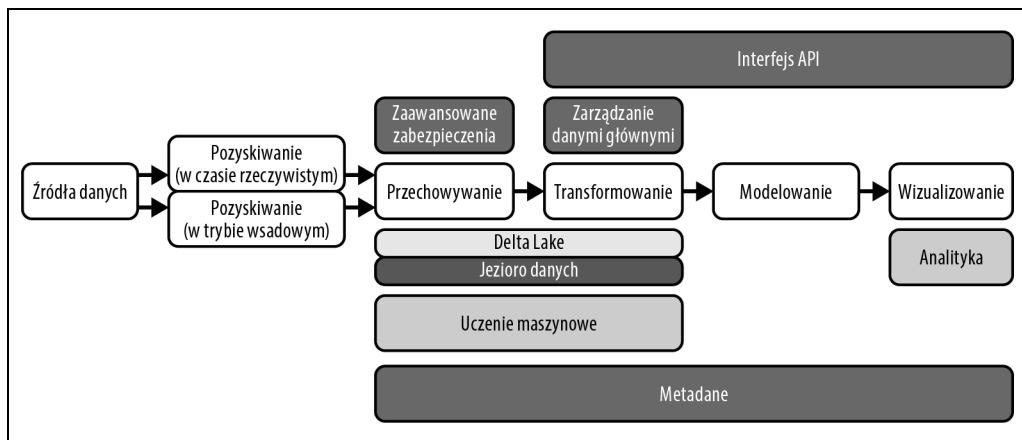 Interfejs API
Zaawansowane
zabezpieczenia
Zarządzanie
danymi głównymi
Źródła danych
Pozyskiwanie
(w czasie rzeczywistym)
Pozyskiwanie
(w trybie wsadowym)
Przechowywanie
Transformowanie
Modelowanie
Wizualizowanie
Delta Lake
Jezioro danych
Analityka
Uczenie maszynowe
Metadane